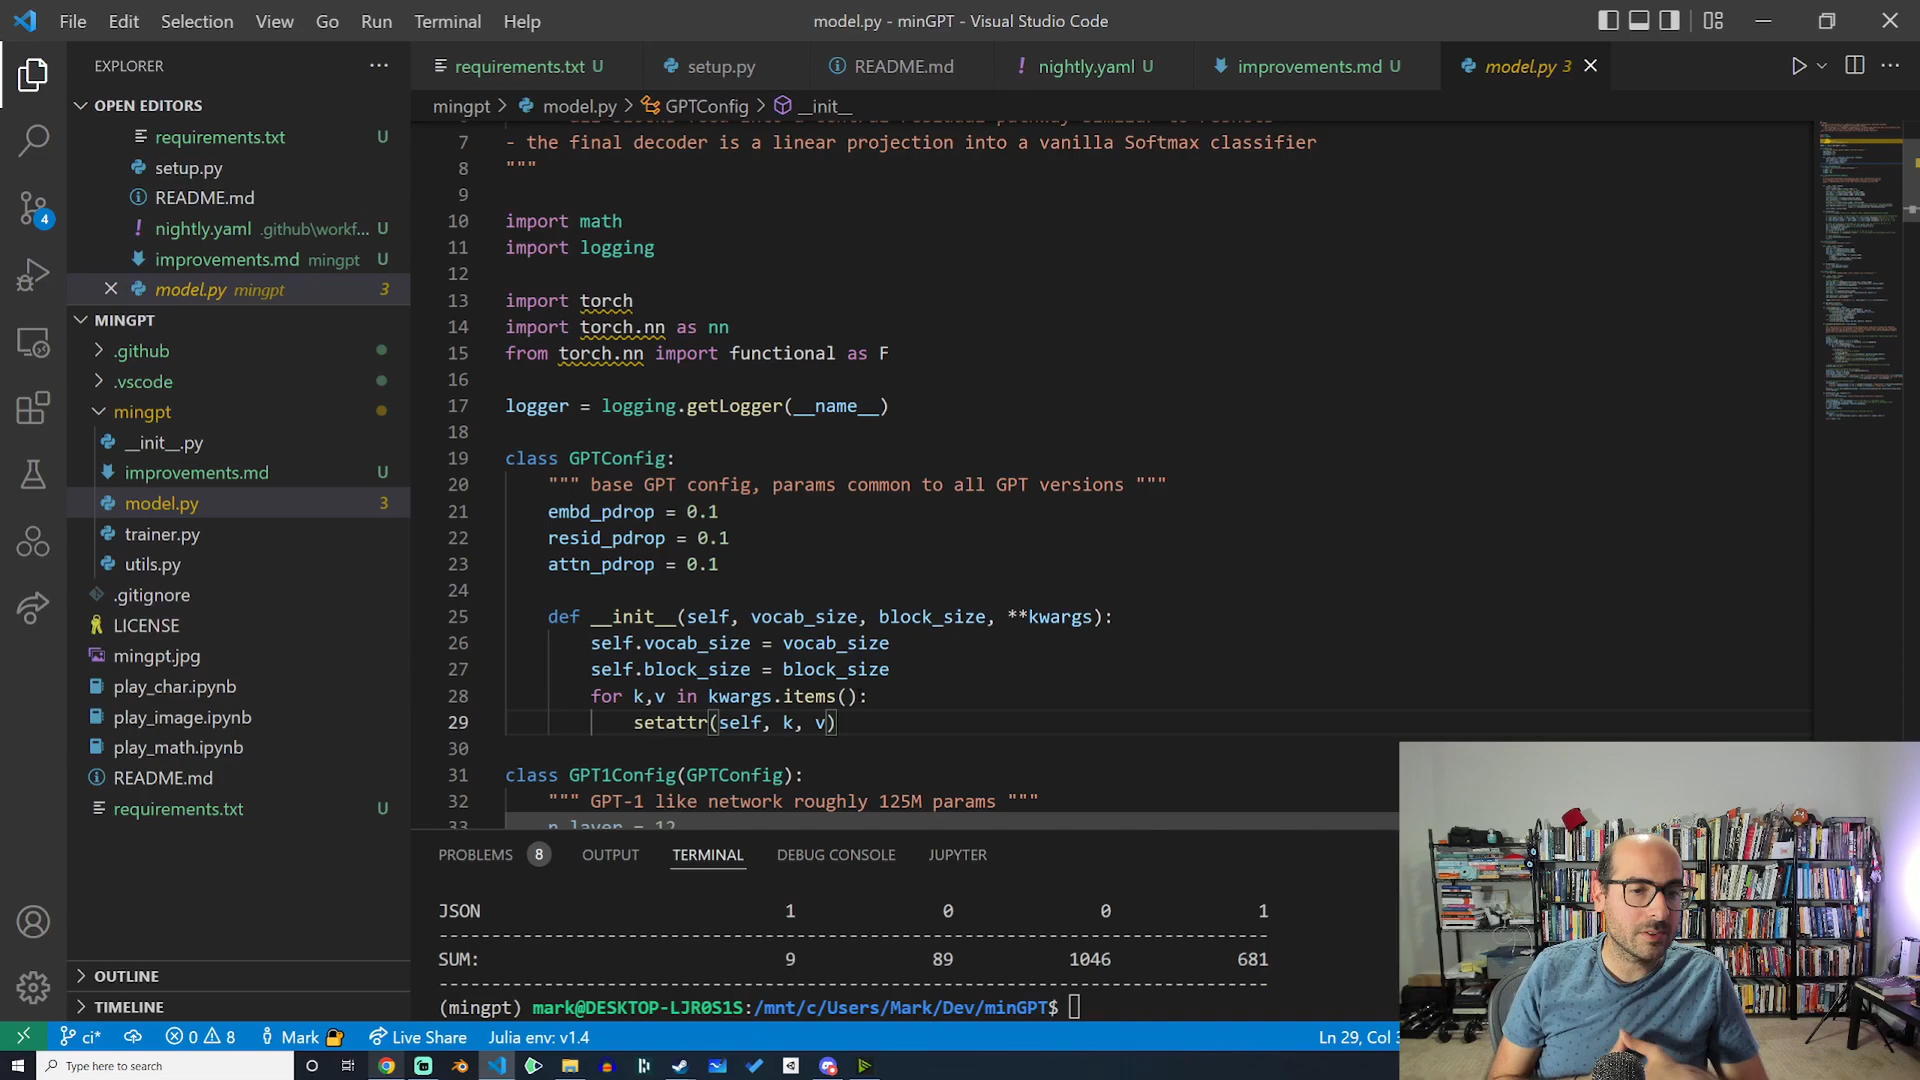 File Edit Selection View Go Run Terminal Help
model.py - minGPT - Visual Studio Code
EXPLORER
OPEN EDITORS
requirements.txt U
setup.py
README.md
nightly.yaml .github\workf... U
improvements.md mingpt U
model.py mingpt 3
MINGPT
.github
.vscode
mingpt
__init__.py
improvements.md U
model.py 3
trainer.py
utils.py
.gitignore
LICENSE
mingpt.jpg
play_char.ipynb
play_image.ipynb
play_math.ipynb
README.md
requirements.txt U
OUTLINE
TIMELINE
4
requirements.txt U setup.py README.md nightly.yaml U improvements.md U model.py 3
mingpt > model.py > GPTConfig > __init__
7 - the final decoder is a linear projection into a vanilla Softmax classifier
8 """
9
10 import math
11 import logging
12
13 import torch
14 import torch.nn as nn
15 from torch.nn import functional as F
16
17 logger = logging.getLogger(__name__)
18
19 class GPTConfig:
20 """ base GPT config, params common to all GPT versions """
21 embd_pdrop = 0.1
22 resid_pdrop = 0.1
23 attn_pdrop = 0.1
24
25 def __init__(self, vocab_size, block_size, **kwargs):
26 self.vocab_size = vocab_size
27 self.block_size = block_size
28 for k,v in kwargs.items():
29 setattr(self, k, v)
30
31 class GPT1Config(GPTConfig):
32 """ GPT-1 like network roughly 125M params """
33 n_layer = 12
PROBLEMS 8 OUTPUT TERMINAL DEBUG CONSOLE JUPYTER
JSON 1 0 0 1
-------------------------------------------------------------------------------
SUM: 9 89 1046 681
-------------------------------------------------------------------------------
(mingpt) mark@DESKTOP-LJR0S1S:/mnt/c/Users/Mark/Dev/minGPT$
ci* 0 8 Mark Live Share Julia env: v1.4 Ln 29, Col 3
Type here to search